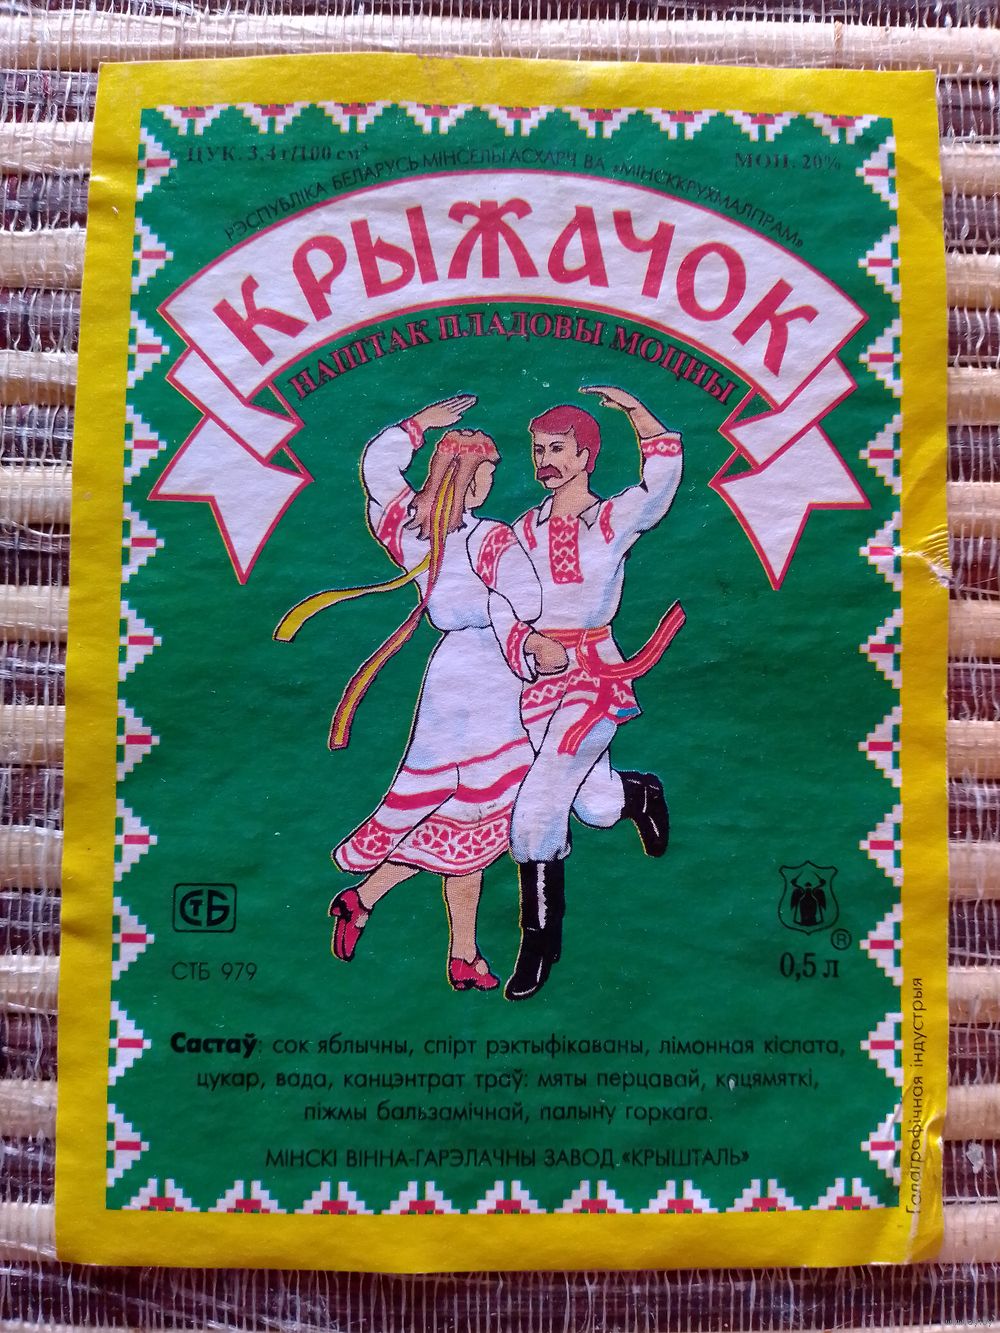 ЦУК. 3,4 г/100 см³
МОЦ. 20%
РЭСПУБЛІКА БЕЛАРУСЬ МІНСЕЛЬГАСХАРЧ ВА «МІНСККРУХМАЛПРАМ»
КРЫЖАЧОК
НАПІТАК ПЛАДОВЫ МОЦНЫ
СТБ
СТБ 979
®
0,5 л
Састаў: сок яблычны, спірт рэктыфікаваны, лімонная кіслата,
цукар, вада, канцэнтрат траў: мяты перцавай, кацямяткі,
піжмы бальзамічнай, палыну горкага.
МІНСКІ ВІННА-ГАРЭЛАЧНЫ ЗАВОД «КРЫШТАЛЬ»
Галаграфічная індустрыя